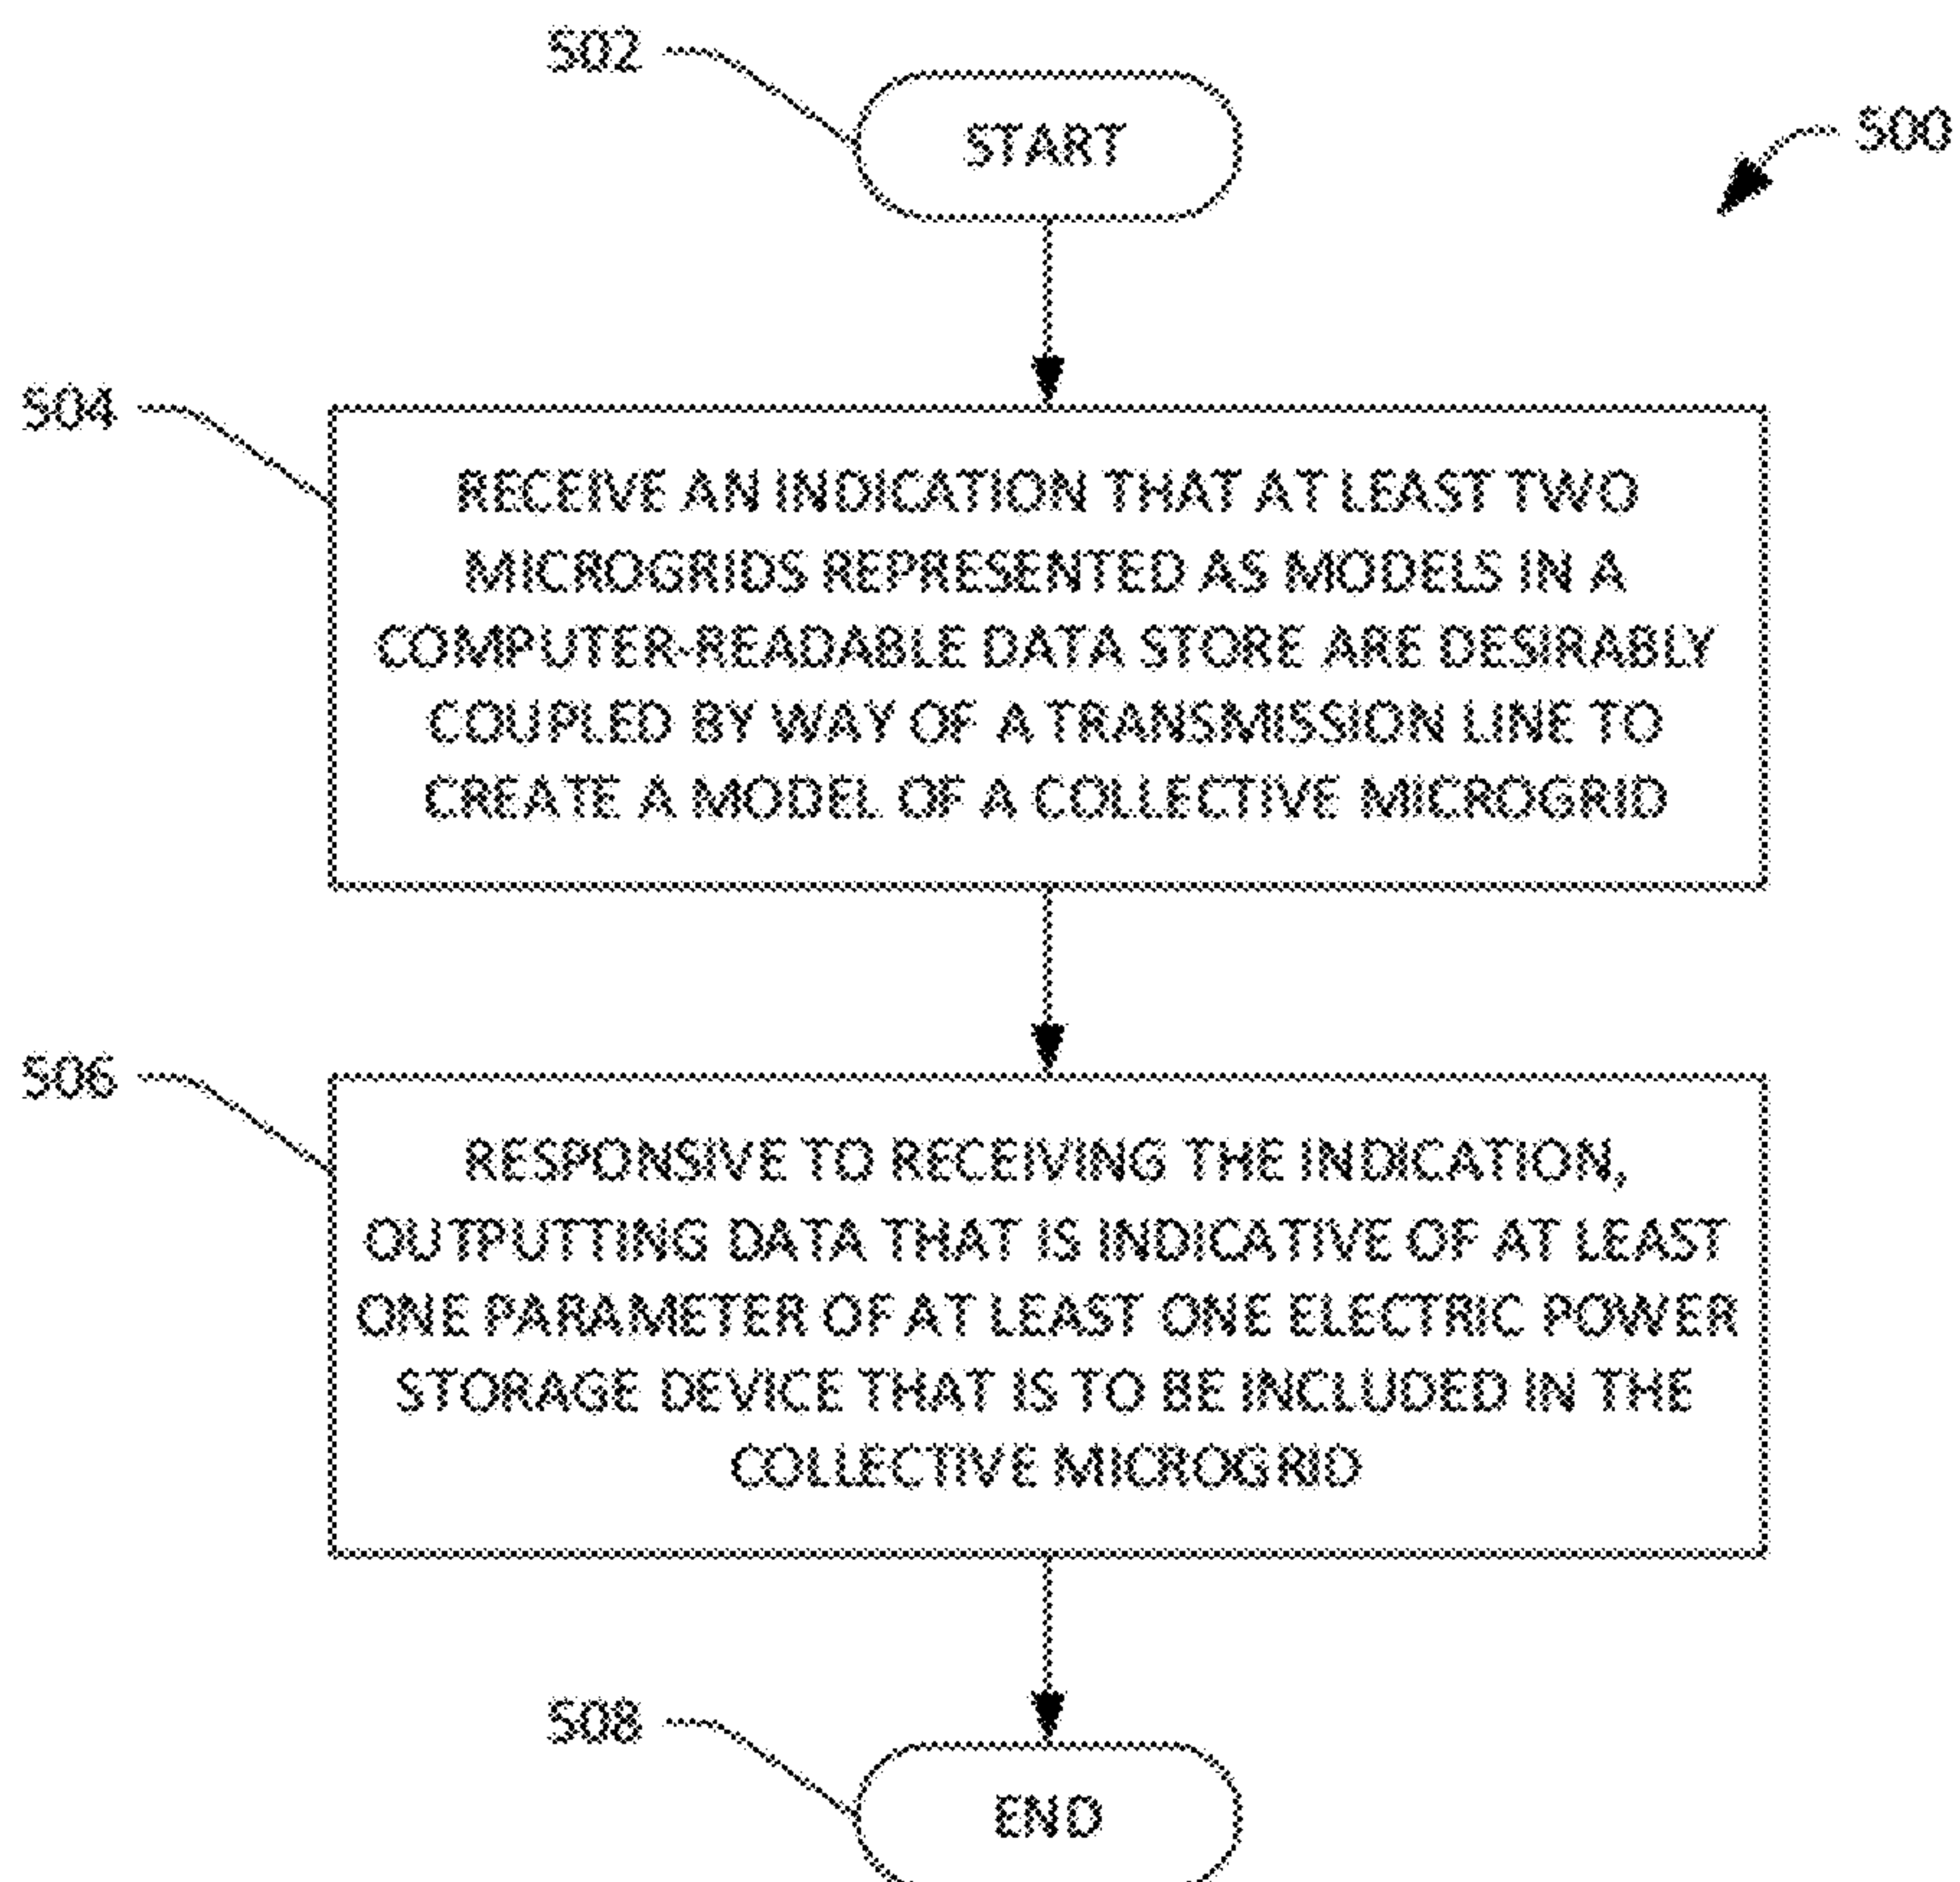 502
START
500
504
RECEIVE AN INDICATION THAT AT LEAST TWO
MICROGRIDS REPRESENTED AS MODELS IN A
COMPUTER-READABLE DATA STORE ARE DESIRABLY
COUPLED BY WAY OF A TRANSMISSION LINE TO
CREATE A MODEL OF A COLLECTIVE MICROGRID
506
RESPONSIVE TO RECEIVING THE INDICATION,
OUTPUTTING DATA THAT IS INDICATIVE OF AT LEAST
ONE PARAMETER OF AT LEAST ONE ELECTRIC POWER
STORAGE DEVICE THAT IS TO BE INCLUDED IN THE
COLLECTIVE MICROGRID
508
END